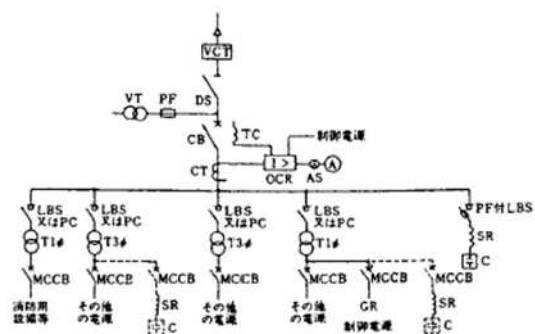 VCT
DS
VT PF
TC
制御電源
CB
CT
I >
OCR
AS
A
LBS
又はPC
T1φ
MCCB
消防用
設備等
LBS
又はPC
T3φ
MCCB
その他
の電源
MCCB
SR
C
LBS
又はPC
T3φ
MCCB
その他
の電源
LBS
又はPC
T1φ
MCCB
その他
の電源
MCCB
GR
制御電源
MCCB
SR
C
PF付LBS
SR
C